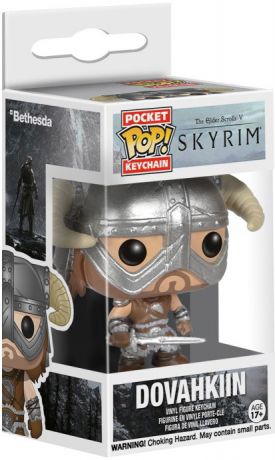 Bethesda
POCKET
POP!
KEYCHAIN
The Elder Scrolls V
SKYRIM
DOVAHKIIN
VINYL FIGURE KEYCHAIN
FIGURINE EN VINYLE PORTE-CLÉ
FIGURA DE VINIL LLAVERO
AGE
17+
WARNING! Choking Hazard. May contain small parts.